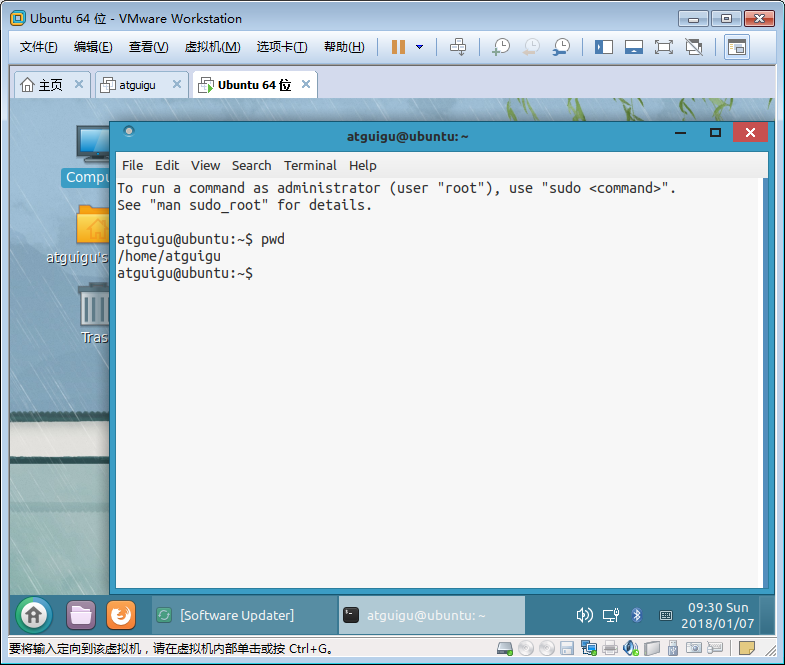 Ubuntu 64 位 - VMware Workstation
文件(F) 编辑(E) 查看(V) 虚拟机(M) 选项卡(T) 帮助(H)
主页 atguigu Ubuntu 64 位
atguigu@ubuntu: ~
File Edit View Search Terminal Help
To run a command as administrator (user "root"), use "sudo <command>".
See "man sudo_root" for details.
atguigu@ubuntu:~$ pwd
/home/atguigu
atguigu@ubuntu:~$
Compu
atguigu's
Tras
[Software Updater] atguigu@ubuntu: ~ 09:30 Sun
2018/01/07
要将输入定向到该虚拟机，请在虚拟机内部单击或按 Ctrl+G。